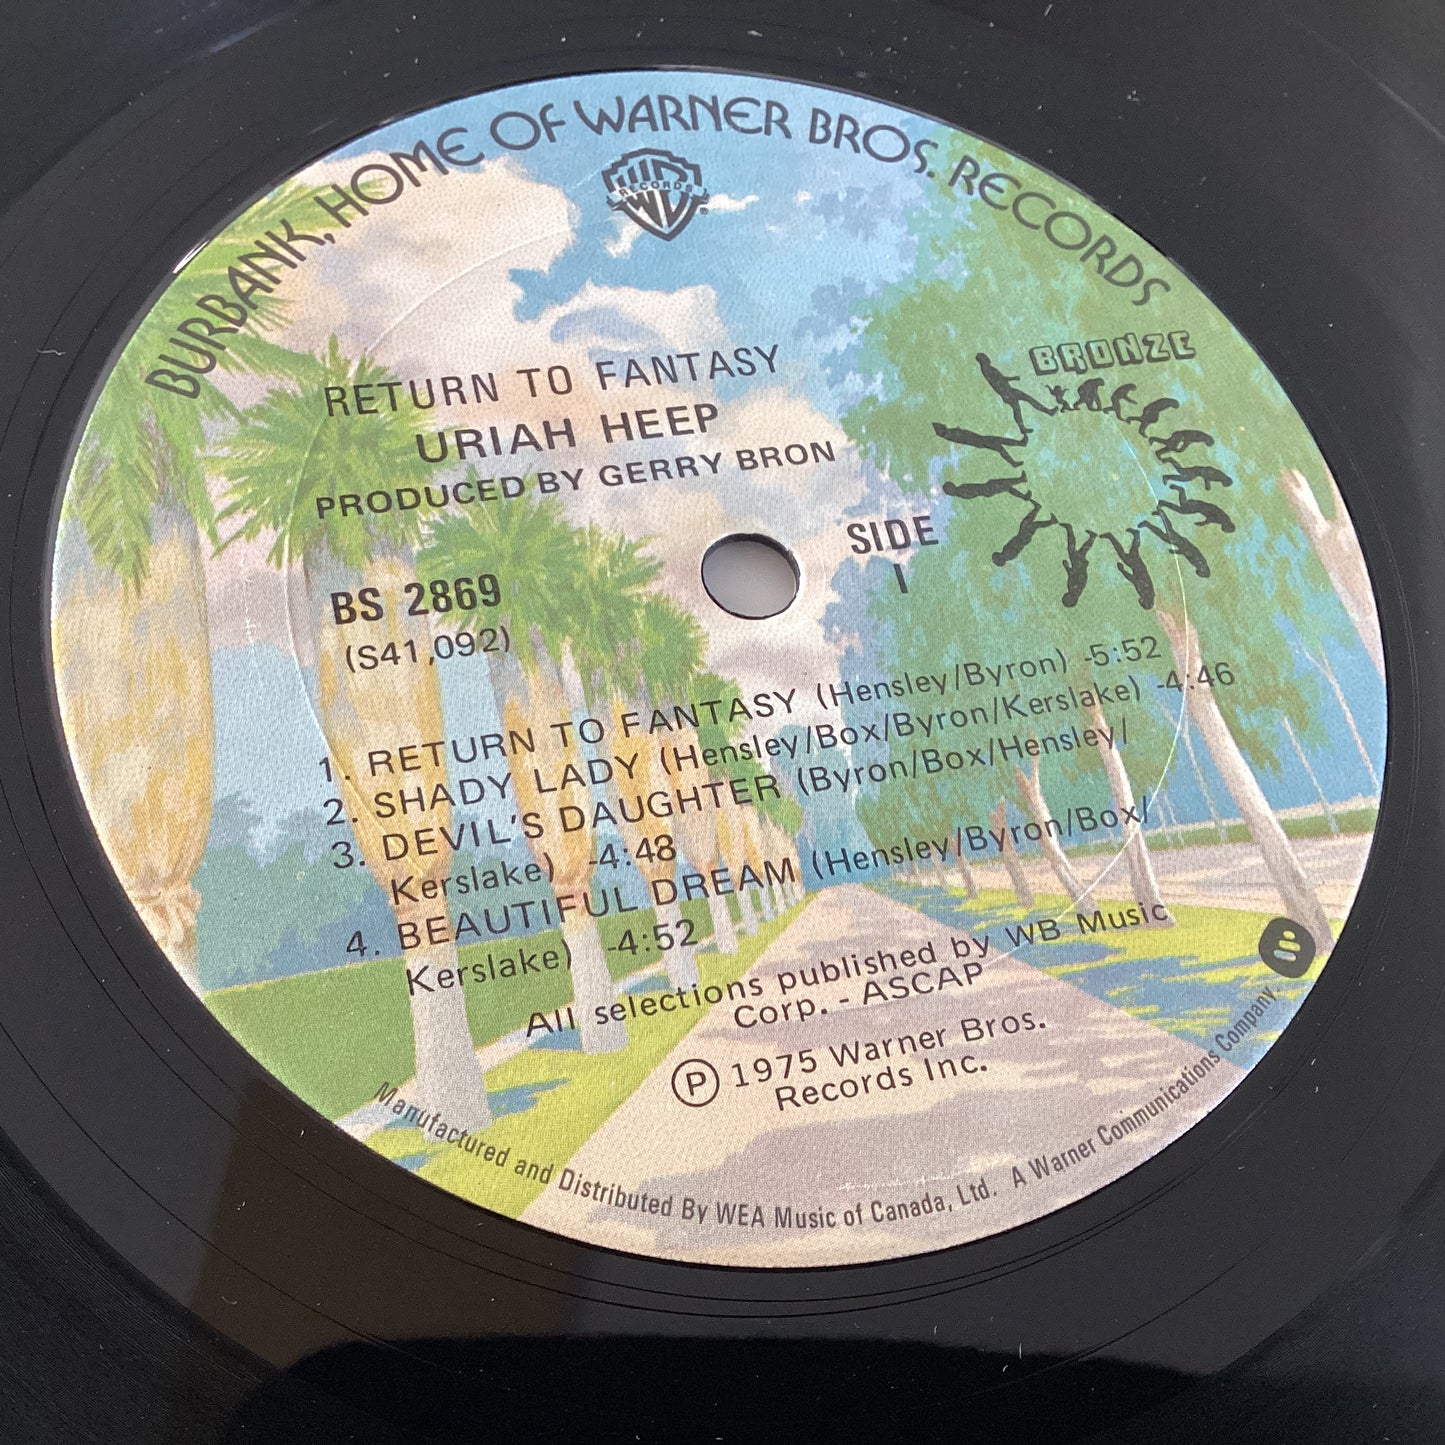 BURBANK, HOME OF WARNER BROS. RECORDS
RECORDS
BRONZE
RETURN TO FANTASY
URIAH HEEP
PRODUCED BY GERRY BRON
SIDE
1
BS 2869
(S41,092)
1. RETURN TO FANTASY (Hensley/Byron) -5:52
2. SHADY LADY (Hensley/Box/Byron/Kerslake) -4:46
3. DEVIL'S DAUGHTER (Byron/Box/Hensley/
Kerslake) -4:48
4. BEAUTIFUL DREAM (Hensley/Byron/Box/
Kerslake) -4:52
All selections published by WB Music
Corp. - ASCAP
Ⓟ 1975 Warner Bros.
Records Inc.
Manufactured and Distributed By WEA Music of Canada, Ltd. A Warner Communications Company.